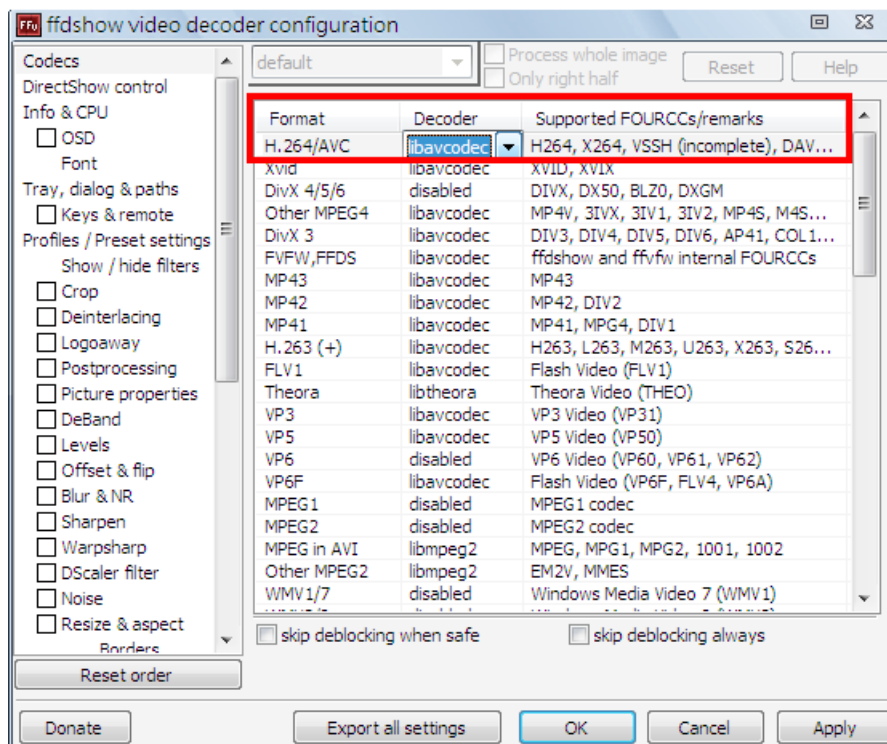 FFv ffdshow video decoder configuration
default
Process whole image
Only right half
Reset
Help
Codecs
DirectShow control
Info & CPU
OSD
Font
Tray, dialog & paths
Keys & remote
Profiles / Preset settings
Show / hide filters
Crop
Deinterlacing
Logoaway
Postprocessing
Picture properties
DeBand
Levels
Offset & flip
Blur & NR
Sharpen
Warpsharp
DScaler filter
Noise
Resize & aspect
Borders
Reset order
Format Decoder Supported FOURCCs/remarks
H.264/AVC libavcodec H264, X264, VSSH (incomplete), DAV...
Xvid libavcodec XVID, XVIX
DivX 4/5/6 disabled DIVX, DX50, BLZ0, DXGM
Other MPEG4 libavcodec MP4V, 3IVX, 3IV1, 3IV2, MP4S, M4S...
DivX 3 libavcodec DIV3, DIV4, DIV5, DIV6, AP41, COL1...
FVFW,FFDS libavcodec ffdshow and ffvfw internal FOURCCs
MP43 libavcodec MP43
MP42 libavcodec MP42, DIV2
MP41 libavcodec MP41, MPG4, DIV1
H.263 (+) libavcodec H263, L263, M263, U263, X263, S26...
FLV1 libavcodec Flash Video (FLV1)
Theora libtheora Theora Video (THEO)
VP3 libavcodec VP3 Video (VP31)
VP5 libavcodec VP5 Video (VP50)
VP6 disabled VP6 Video (VP60, VP61, VP62)
VP6F libavcodec Flash Video (VP6F, FLV4, VP6A)
MPEG1 disabled MPEG1 codec
MPEG2 disabled MPEG2 codec
MPEG in AVI libmpeg2 MPEG, MPG1, MPG2, 1001, 1002
Other MPEG2 libmpeg2 EM2V, MMES
WMV1/7 disabled Windows Media Video 7 (WMV1)
skip deblocking when safe
skip deblocking always
Donate
Export all settings
OK
Cancel
Apply